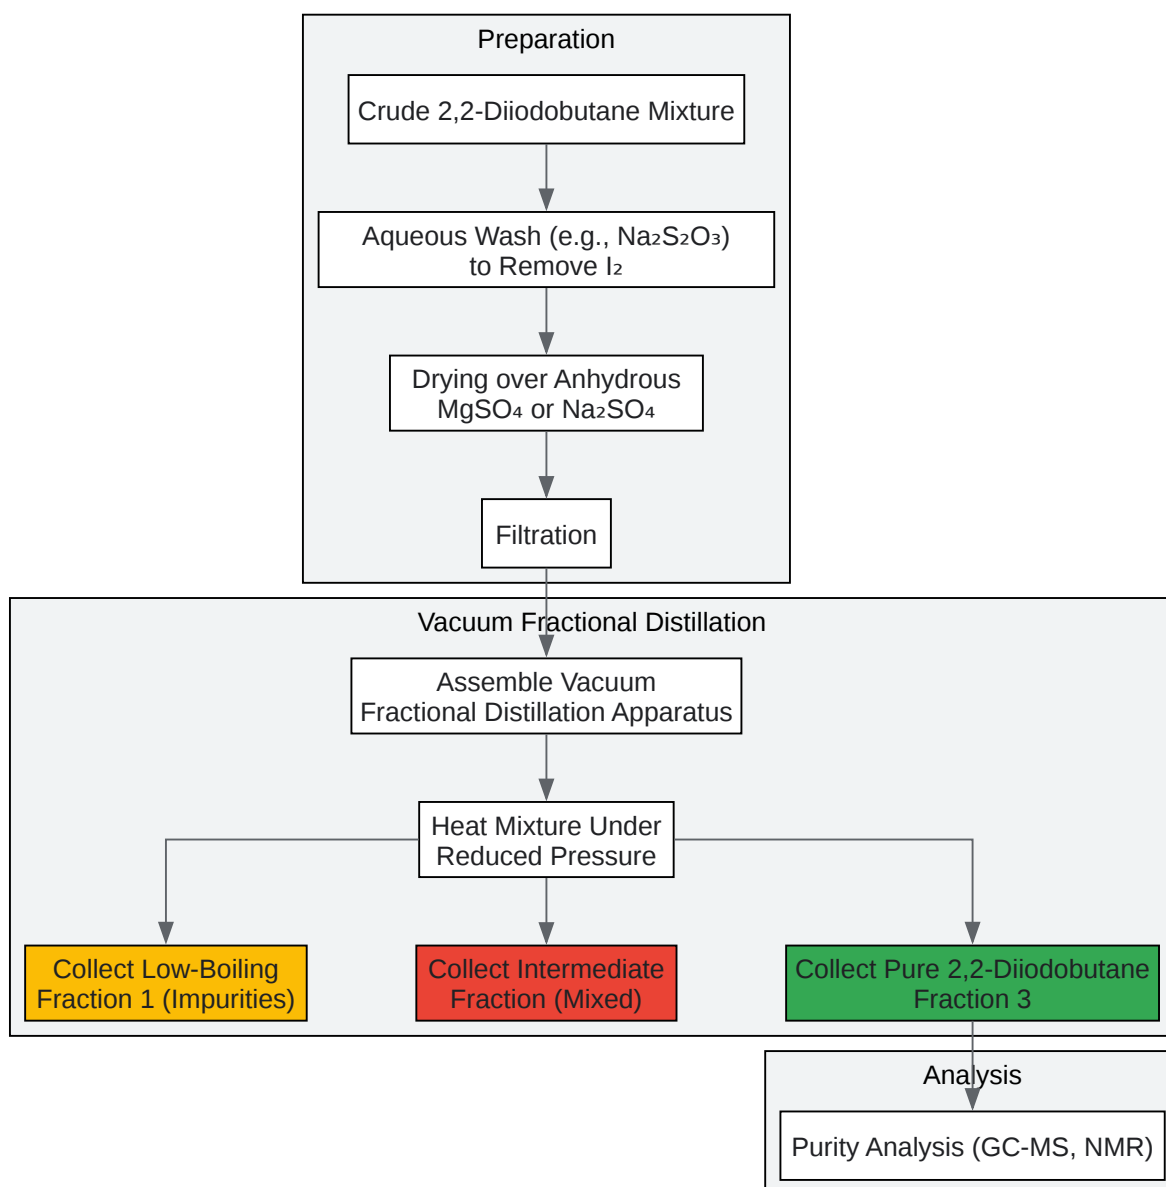 Preparation
Crude 2,2-Diiodobutane Mixture
Aqueous Wash (e.g., Na₂S₂O₃)
to Remove I₂
Drying over Anhydrous
MgSO₄ or Na₂SO₄
Filtration
Vacuum Fractional Distillation
Assemble Vacuum
Fractional Distillation Apparatus
Heat Mixture Under
Reduced Pressure
Collect Low-Boiling
Fraction 1 (Impurities)
Collect Intermediate
Fraction (Mixed)
Collect Pure 2,2-Diiodobutane
Fraction 3
Analysis
Purity Analysis (GC-MS, NMR)